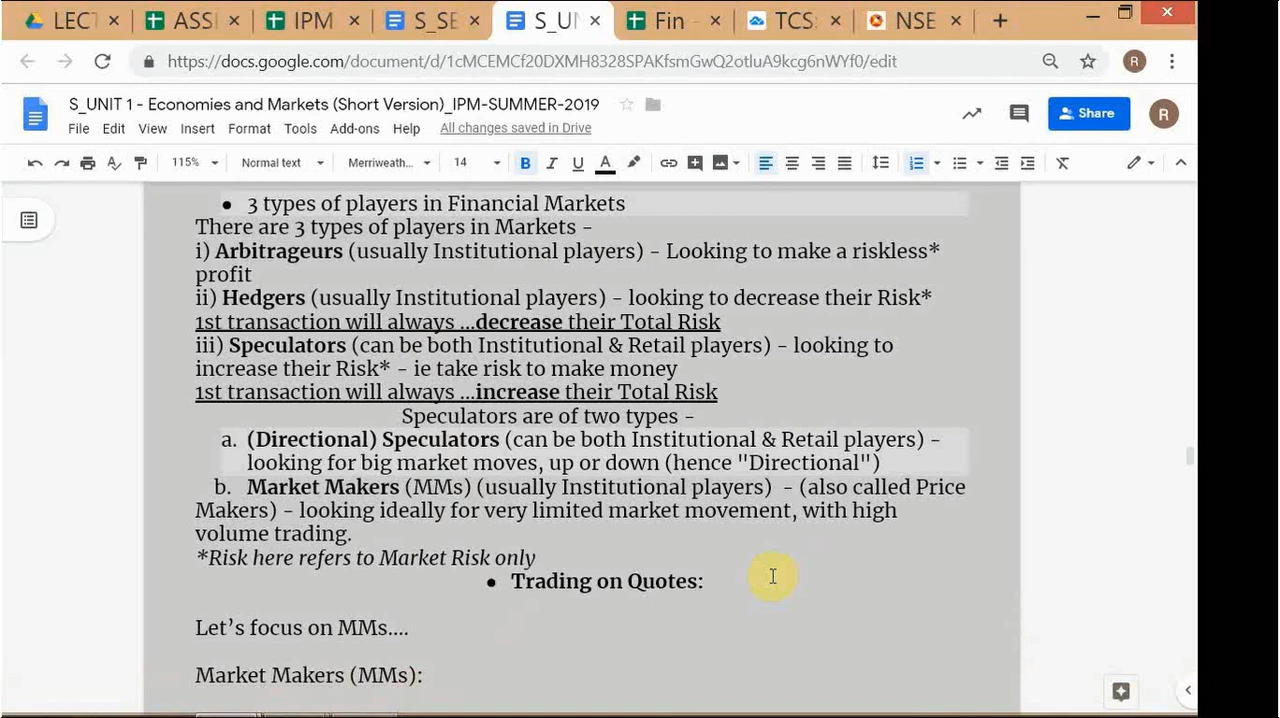 LECT
ASSI
IPM
S_SE
S_UN
Fin -
TCS:
NSE
https://docs.google.com/document/d/1cMCEMCf20DXMH8328SPAKfsmGwQ2otluA9kcg6nWYf0/edit
R
S_UNIT 1 - Economies and Markets (Short Version)_IPM-SUMMER-2019
File Edit View Insert Format Tools Add-ons Help All changes saved in Drive
Share
R
115% Normal text Merriweath... 14 B I U A
• 3 types of players in Financial Markets
There are 3 types of players in Markets -
i) Arbitrageurs (usually Institutional players) - Looking to make a riskless*
profit
ii) Hedgers (usually Institutional players) - looking to decrease their Risk*
1st transaction will always ...decrease their Total Risk
iii) Speculators (can be both Institutional & Retail players) - looking to
increase their Risk* - ie take risk to make money
1st transaction will always ...increase their Total Risk
Speculators are of two types -
a. (Directional) Speculators (can be both Institutional & Retail players) -
looking for big market moves, up or down (hence "Directional")
b. Market Makers (MMs) (usually Institutional players) - (also called Price
Makers) - looking ideally for very limited market movement, with high
volume trading.
*Risk here refers to Market Risk only
• Trading on Quotes:
Let's focus on MMs....
Market Makers (MMs):